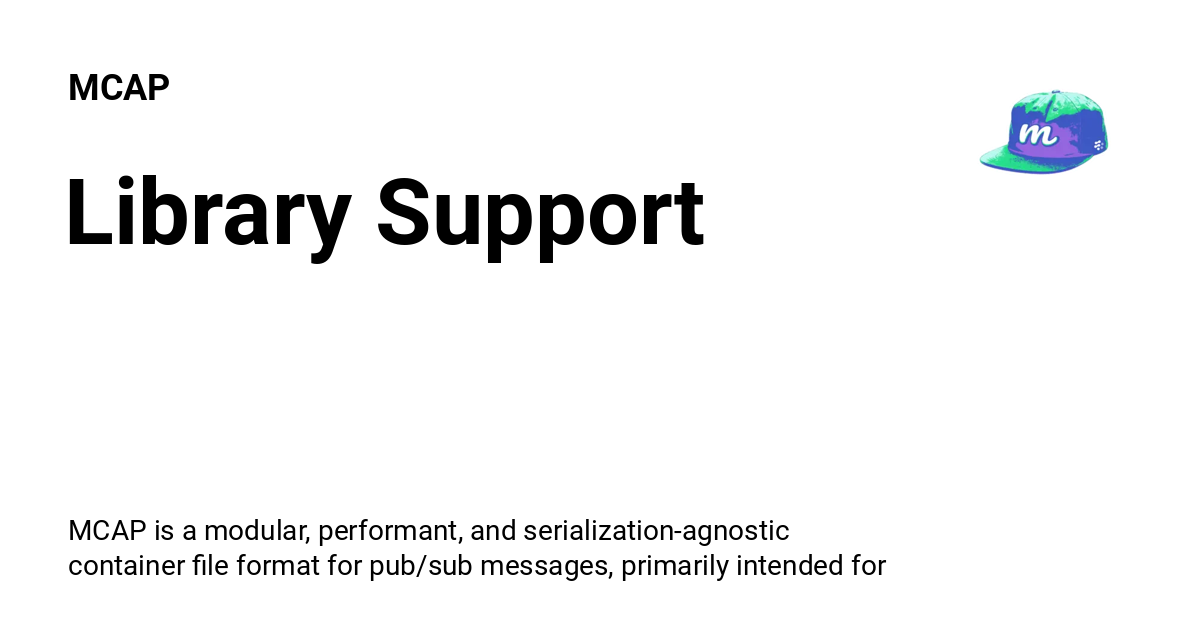 MCAP
m
Library Support
MCAP is a modular, performant, and serialization-agnostic
container file format for pub/sub messages, primarily intended for